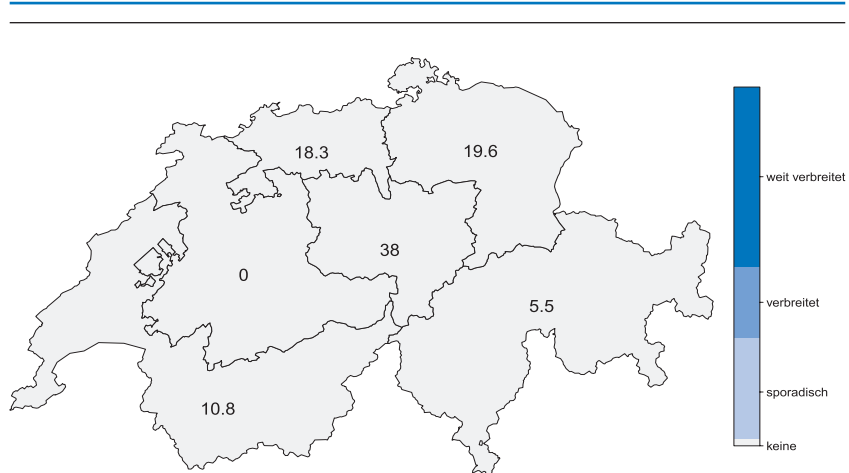 18.3
19.6
weit verbreitet
38
0
verbreitet
5.5
sporadisch
10.8
keine